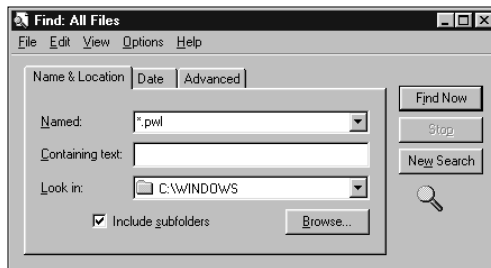 Find: All Files
File Edit View Options Help
Name & Location Date Advanced
Named: *.pwl
Containing text:
Look in: C:\WINDOWS
Include subfolders Browse...
Find Now
Stop
New Search